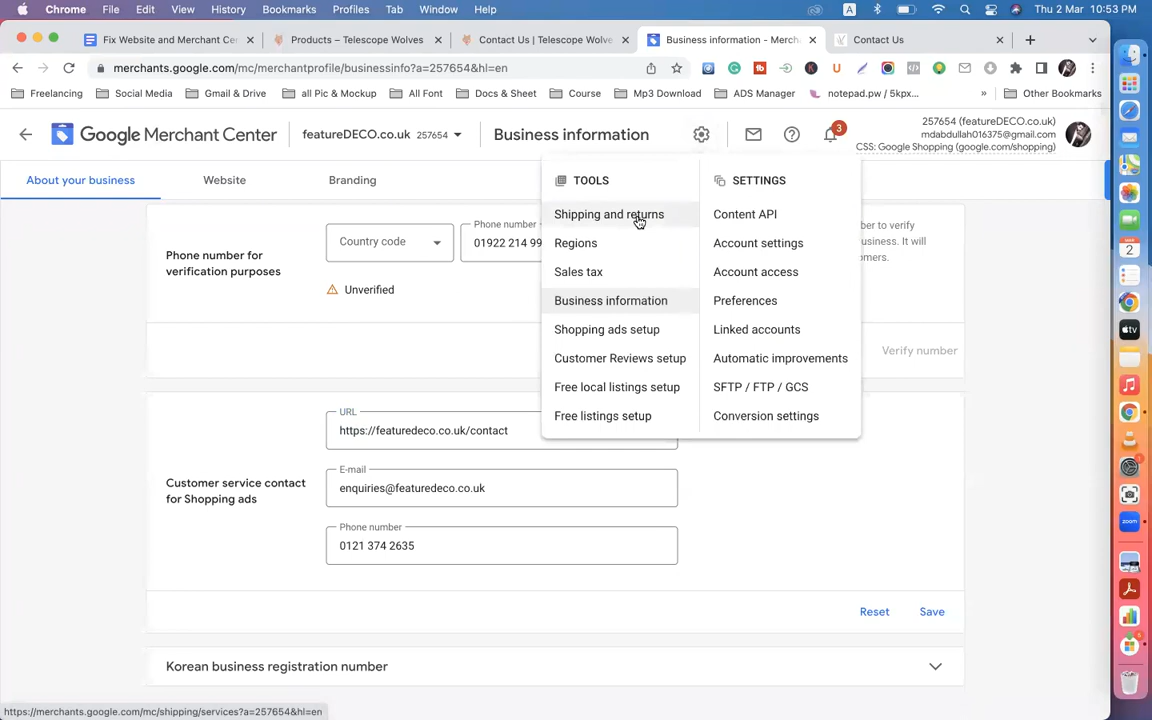 Chrome File Edit View History Bookmarks Profiles Tab Window Help
A Thu 2 Mar 10:53 PM
Fix Website and Merchant Ce
Products – Telescope Wolves
Contact Us | Telescope Wolve
Business information - Merch
Contact Us
merchants.google.com/mc/merchantprofile/businessinfo?a=257654&hl=en
Freelancing Social Media Gmail & Drive all Pic & Mockup All Font Docs & Sheet Course Mp3 Download ADS Manager notepad.pw / 5kpx... » Other Bookmarks
Google Merchant Center
featureDECO.co.uk 257654
Business information
3
257654 (featureDECO.co.uk)
mdabdullah016375@gmail.com
CSS: Google Shopping (google.com/shopping)
About your business
Website
Branding
TOOLS
Shipping and returns
Regions
Sales tax
Business information
Shopping ads setup
Customer Reviews setup
Free local listings setup
Free listings setup
SETTINGS
Content API
Account settings
Account access
Preferences
Linked accounts
Automatic improvements
SFTP / FTP / GCS
Conversion settings
Phone number for
verification purposes
Country code
Phone number
01922 214 99
Unverified
ber to verify
usiness. It will
omers.
Verify number
Customer service contact
for Shopping ads
URL
https://featuredeco.co.uk/contact
E-mail
enquiries@featuredeco.co.uk
Phone number
0121 374 2635
Reset Save
Korean business registration number
https://merchants.google.com/mc/shipping/services?a=257654&hl=en
MAR
2
tv
zoom